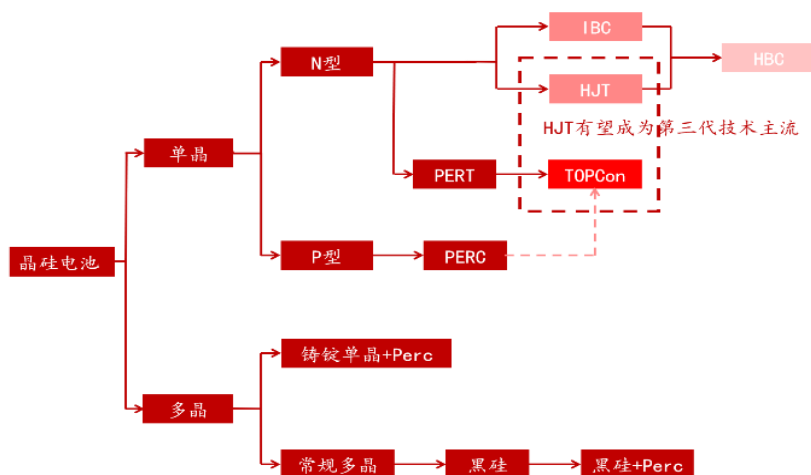 IBC
N型
HBC
HJT
HJT有望成为第三代技术主流
单晶
PERT
TOPCon
晶硅电池
P型
PERC
铸锭单晶+Perc
多晶
常规多晶
黑硅
黑硅+Perc